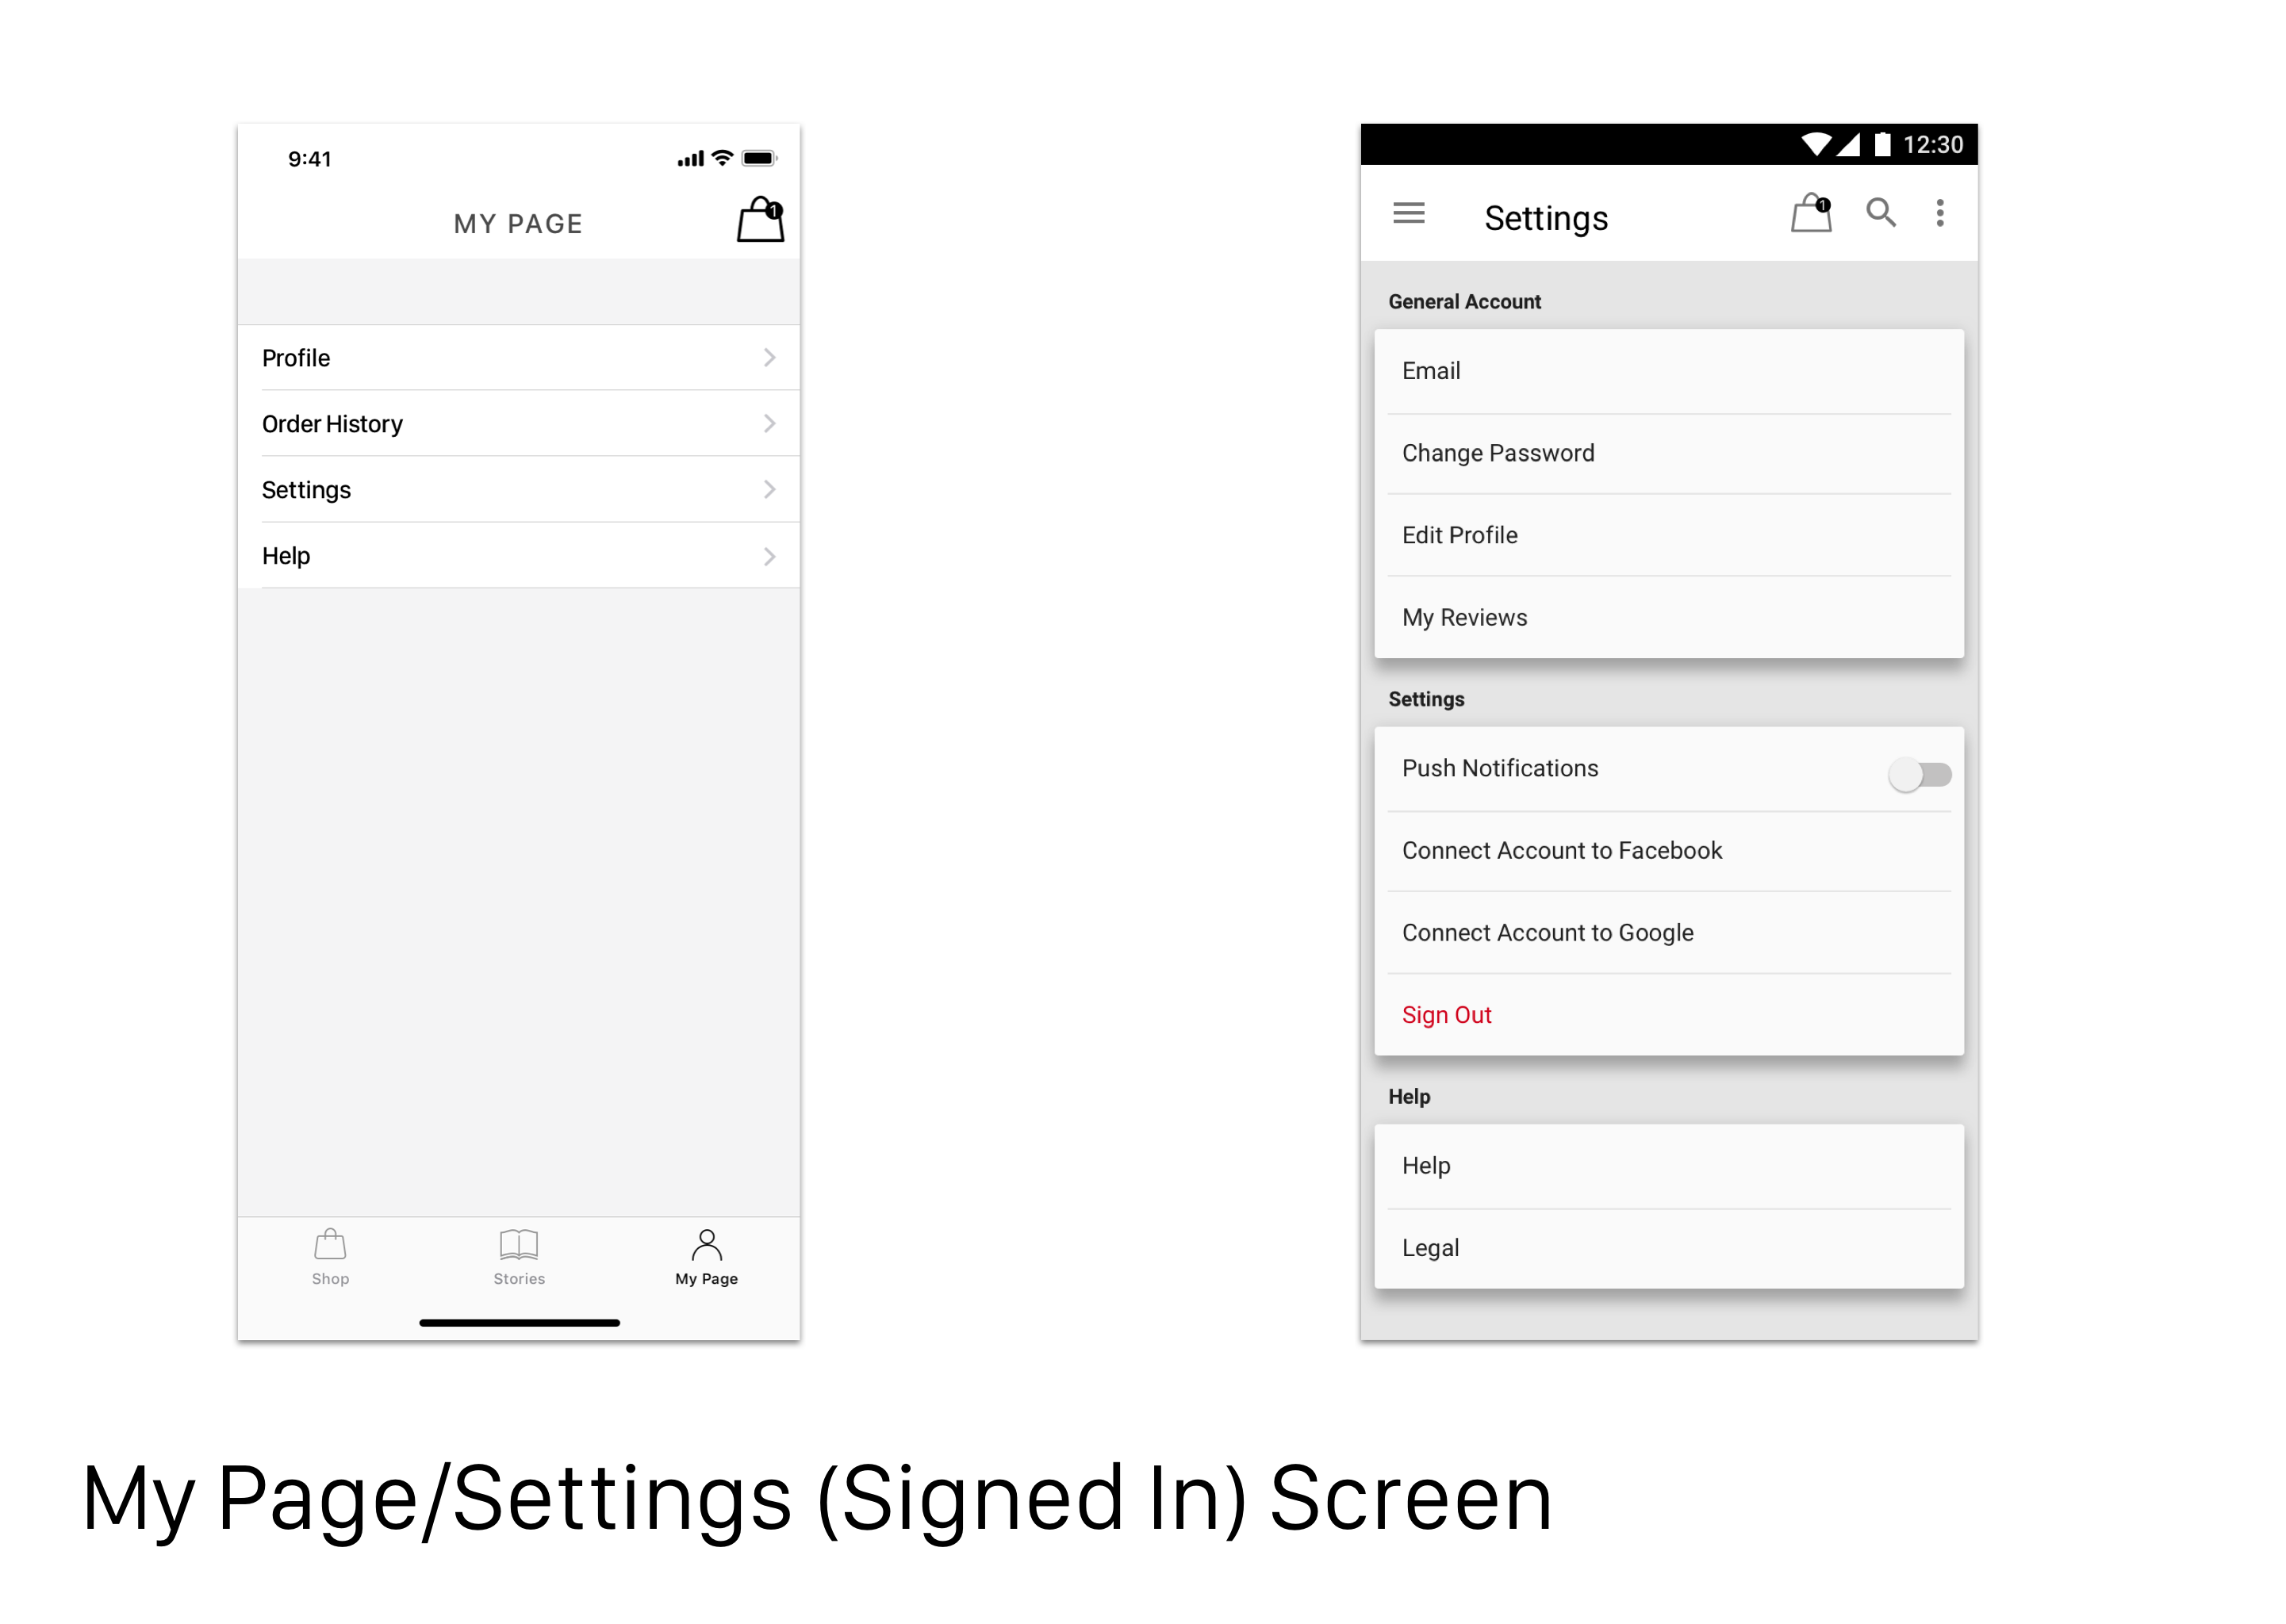 9:41
MY PAGE
1
Profile
Order History
Settings
Help
Shop
Stories
My Page
12:30
Settings
1
General Account
Email
Change Password
Edit Profile
My Reviews
Settings
Push Notifications
Connect Account to Facebook
Connect Account to Google
Sign Out
Help
Help
Legal
My Page/Settings (Signed In) Screen